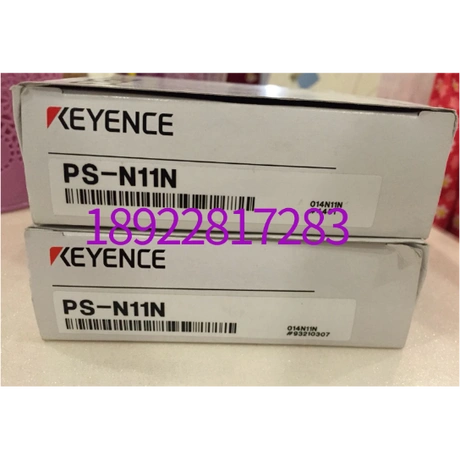 KEYENCE
PS-N11N
014N11N
18922817283
KEYENCE
PS-N11N
014N11N
#93210307